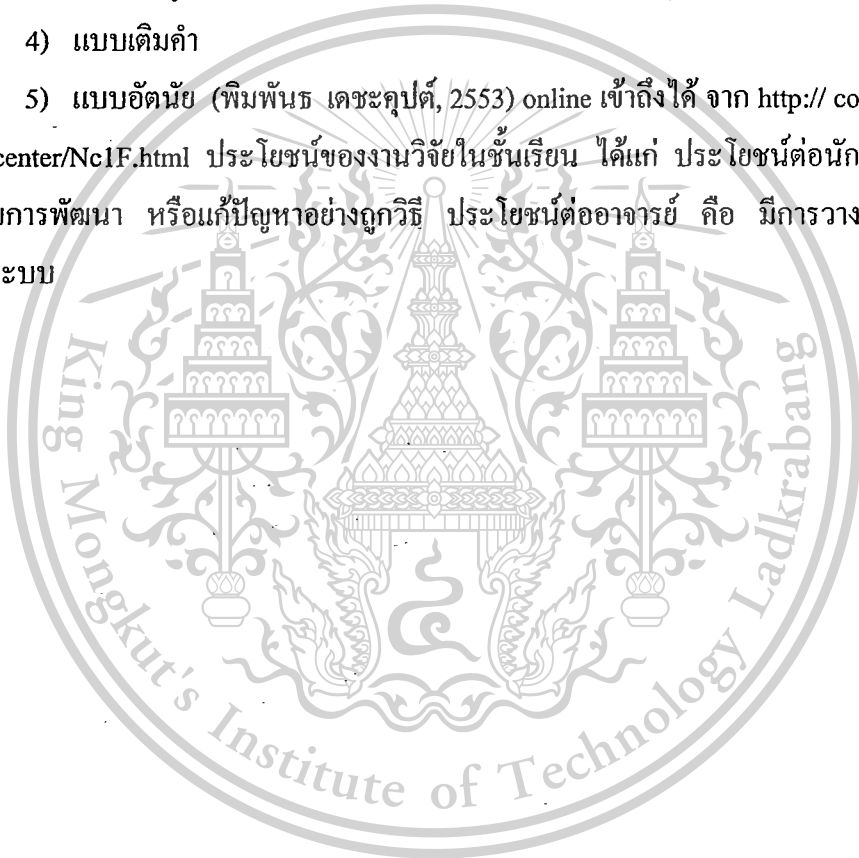 4) แบบเติมคำ
5) แบบอัตนัย (พิมพันธ เดชะคุปต์, 2553) online เข้าถึงได้ จาก http:// co
center/Nc1F.html ประโยชน์ของงานวิจัยในชั้นเรียน ได้แก่ ประโยชน์ต่อนัก
การพัฒนา หรือแก้ปัญหาอย่างถูกวิธี ประโยชน์ต่ออาจารย์ คือ มีการวาง
ะบบ
King Mongkut's Institute of Technology Ladkrabang